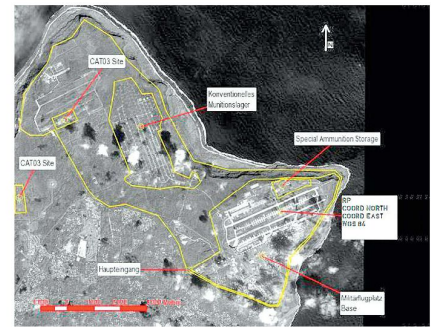 N
CAT03 Site
Konventionelles
Munitionslager
Special Ammunition Storage
CAT03 Site
RP
COORD NORTH
COORD EAST
WGS 84
Haupteingang
Militärflugplatz
Base